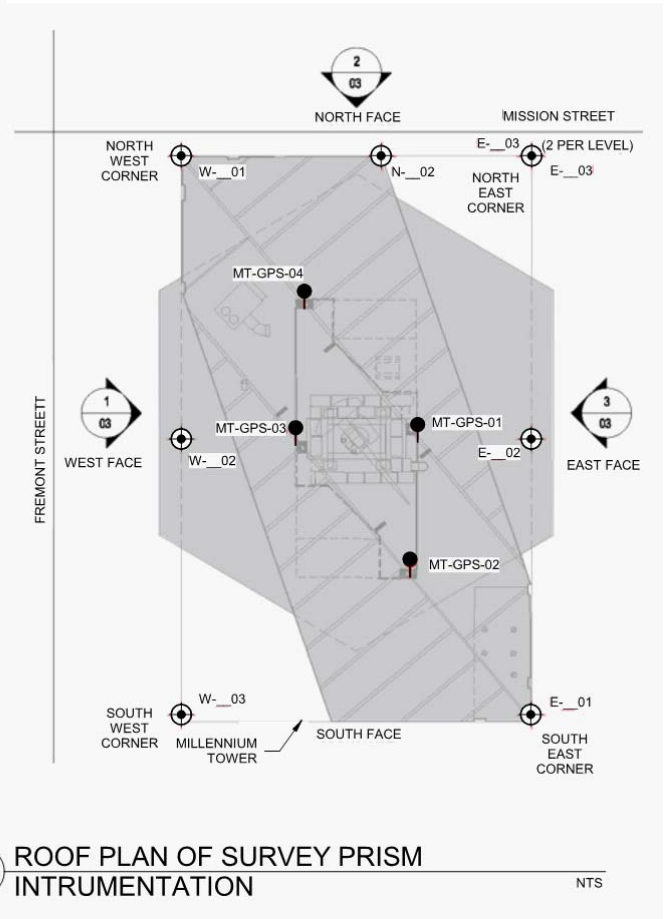 2
03
NORTH FACE
MISSION STREET
NORTH
WEST
CORNER
W-__01
N-__02
E-__03
(2 PER LEVEL)
E-__03
NORTH
EAST
CORNER
MT-GPS-04
1
03
WEST FACE
FREMONT STREETT
MT-GPS-03
MT-GPS-01
3
03
EAST FACE
W-__02
E-__02
MT-GPS-02
W-__03
E-__01
SOUTH
WEST
CORNER
MILLENNIUM
TOWER
SOUTH FACE
SOUTH
EAST
CORNER
ROOF PLAN OF SURVEY PRISM
INTRUMENTATION
NTS